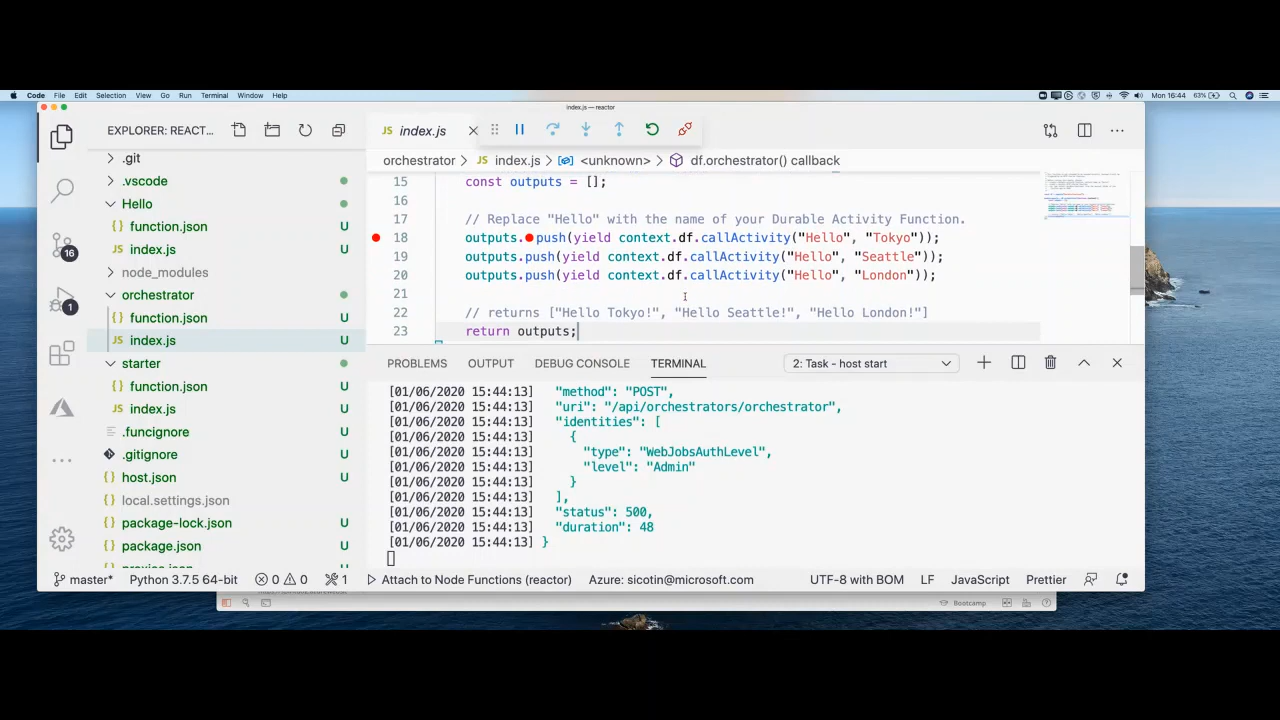 Code File Edit Selection View Go Run Terminal Window Help
Mon 16:44
63%
index.js — reactor
EXPLORER: REACT...
.git
.vscode
Hello
function.json U
index.js U
node_modules
orchestrator
function.json U
index.js U
starter
function.json U
index.js U
.funcignore U
.gitignore U
host.json U
local.settings.json
package-lock.json U
package.json U
16
1
JS index.js
orchestrator > index.js > <unknown> > df.orchestrator() callback
15 const outputs = [];
16
Replace "Hello" with the name of your Durable Activity Function.
18 outputs.push(yield context.df.callActivity("Hello", "Tokyo"));
19 outputs.push(yield context.df.callActivity("Hello", "Seattle"));
20 outputs.push(yield context.df.callActivity("Hello", "London"));
21
22 // returns ["Hello Tokyo!", "Hello Seattle!", "Hello London!"]
23 return outputs;
PROBLEMS OUTPUT DEBUG CONSOLE TERMINAL 2: Task - host start
[01/06/2020 15:44:13] "method": "POST",
[01/06/2020 15:44:13] "uri": "/api/orchestrators/orchestrator",
[01/06/2020 15:44:13] "identities": [
[01/06/2020 15:44:13] {
[01/06/2020 15:44:13] "type": "WebJobsAuthLevel",
[01/06/2020 15:44:13] "level": "Admin"
[01/06/2020 15:44:13] }
[01/06/2020 15:44:13] ],
[01/06/2020 15:44:13] "status": 500,
[01/06/2020 15:44:13] "duration": 48
[01/06/2020 15:44:13] }
master* Python 3.7.5 64-bit 0 0 1 Attach to Node Functions (reactor) Azure: sicotin@microsoft.com UTF-8 with BOM LF JavaScript Prettier
Bootcamp